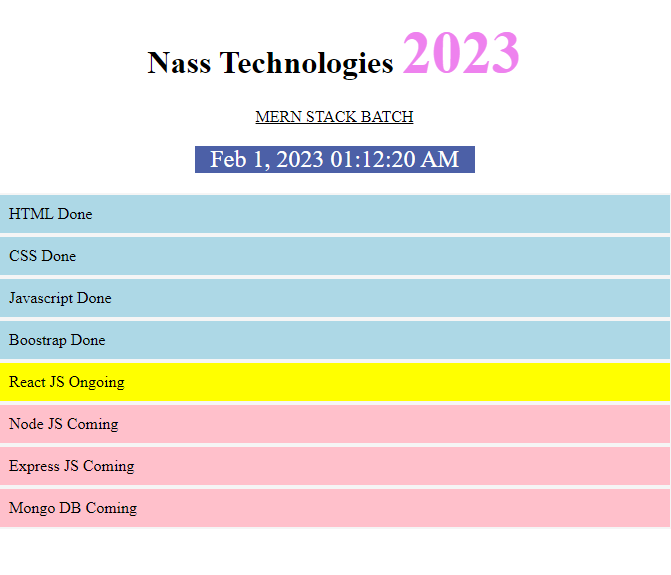 Nass Technologies 2023
MERN STACK BATCH
Feb 1, 2023 01:12:20 AM
HTML Done
CSS Done
Javascript Done
Boostrap Done
React JS Ongoing
Node JS Coming
Express JS Coming
Mongo DB Coming